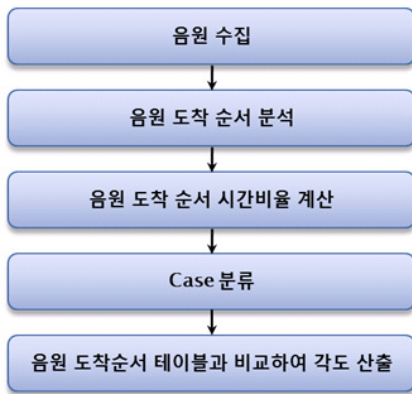 음원 수집
음원 도착 순서 분석
음원 도착 순서 시간비율 계산
Case 분류
음원 도착순서 테이블과 비교하여 각도 산출